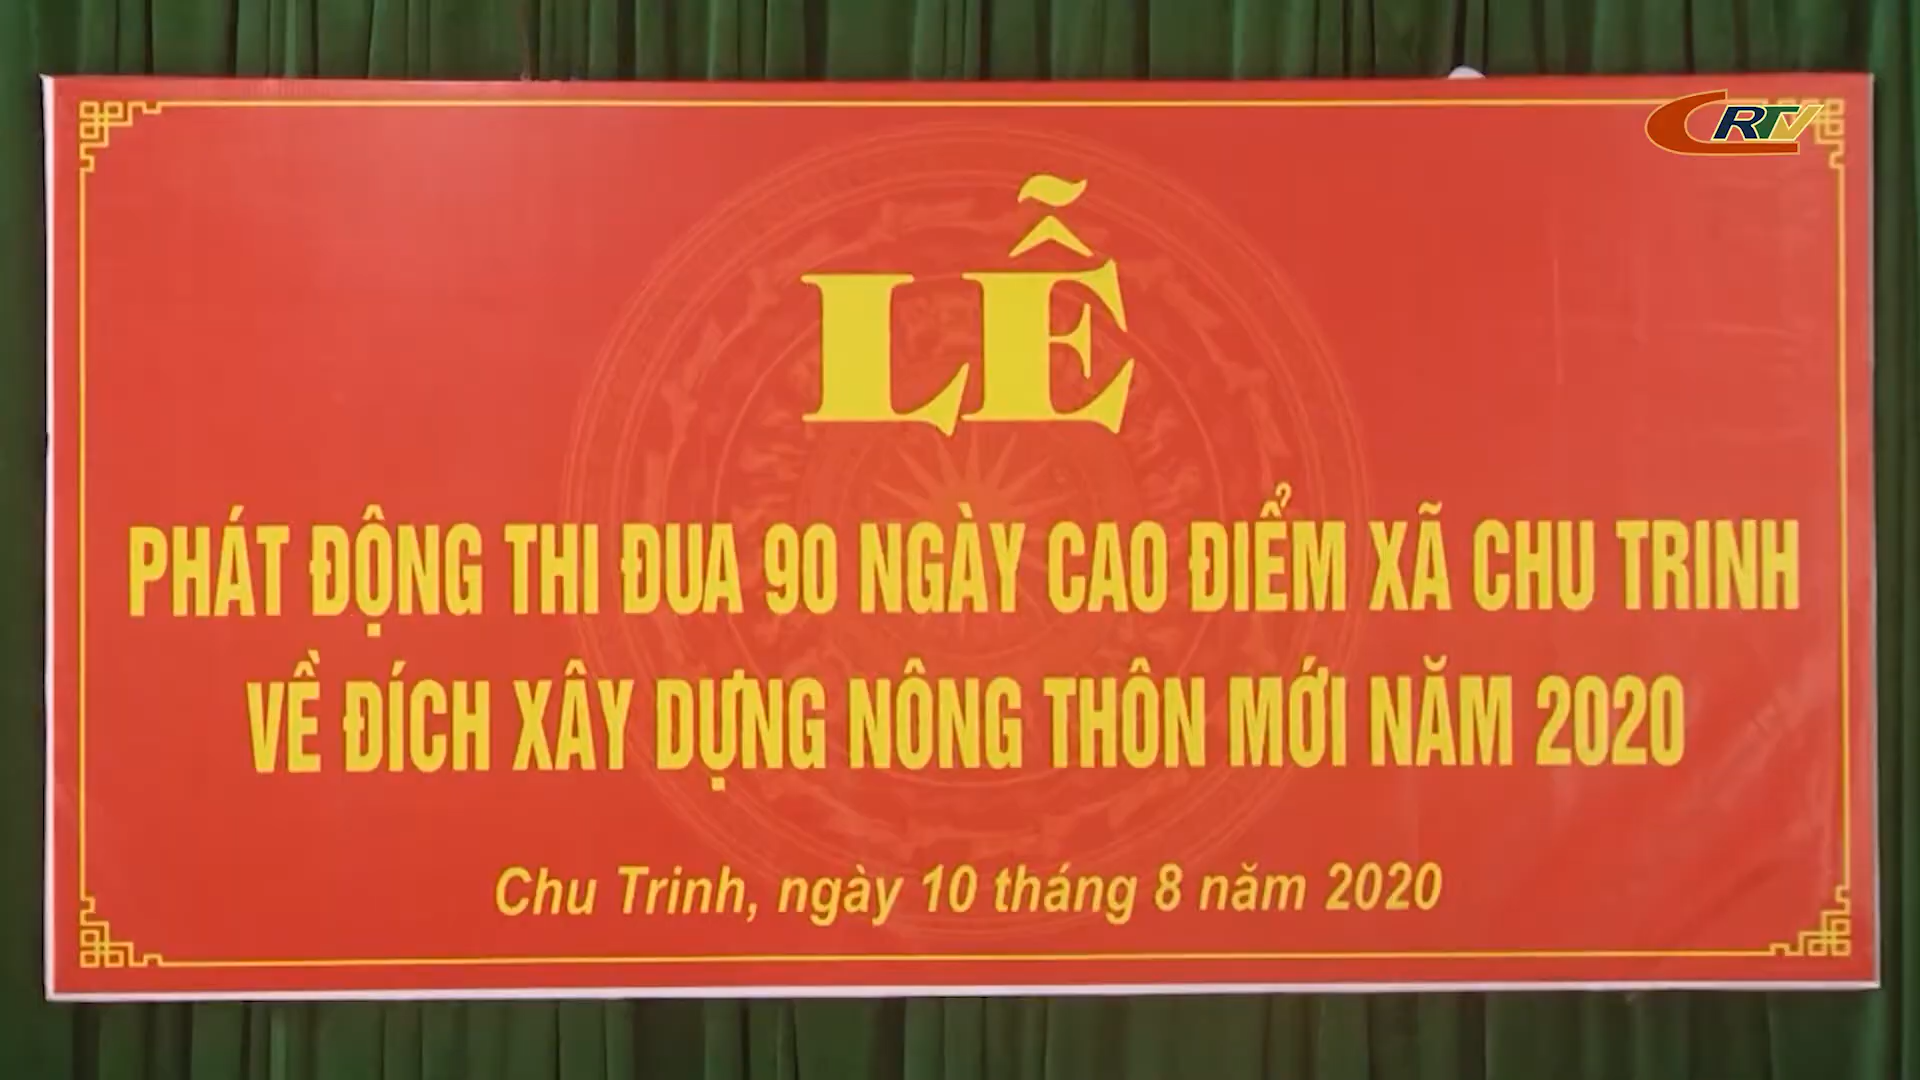 CRTV
LỄ
PHÁT ĐỘNG THI ĐUA 90 NGÀY CAO ĐIỂM XÃ CHU TRINH
VỀ ĐÍCH XÂY DỰNG NÔNG THÔN MỚI NĂM 2020
Chu Trinh, ngày 10 tháng 8 năm 2020